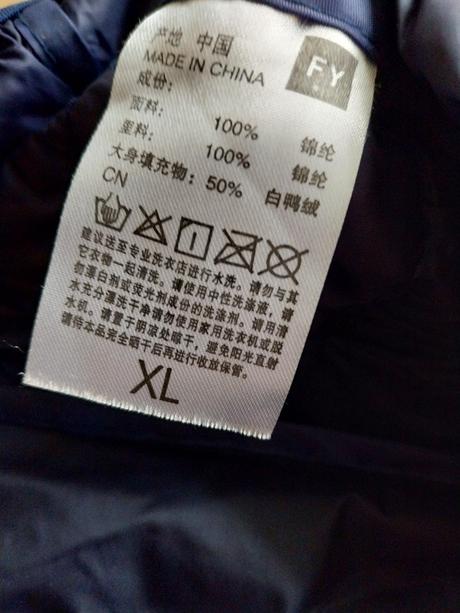 产地 中国
MADE IN CHINA
FY
成份:
面料: 100% 锦纶
里料: 100% 锦纶
大身填充物: 50% 白鸭绒
CN
建议送至专业洗衣店进行水洗。请勿与其
它衣物一起清洗。请使用中性洗涤液，请
勿漂白剂或荧光剂成份的洗涤剂。请用清
水充分漂洗干净请勿使用家用洗衣机或脱
水机。请置于阴凉处晾干，避免阳光直射
请待本品完全晒干后再进行收放保管。
XL